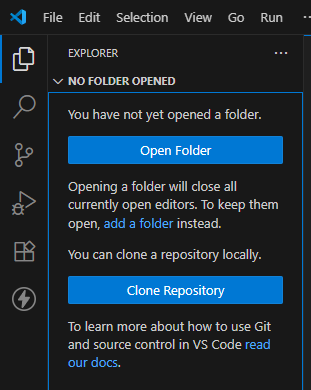 File Edit Selection View Go Run ...
EXPLORER ...
NO FOLDER OPENED
You have not yet opened a folder.
Open Folder
Opening a folder will close all
currently open editors. To keep them
open, add a folder instead.
You can clone a repository locally.
Clone Repository
To learn more about how to use Git
and source control in VS Code read
our docs.